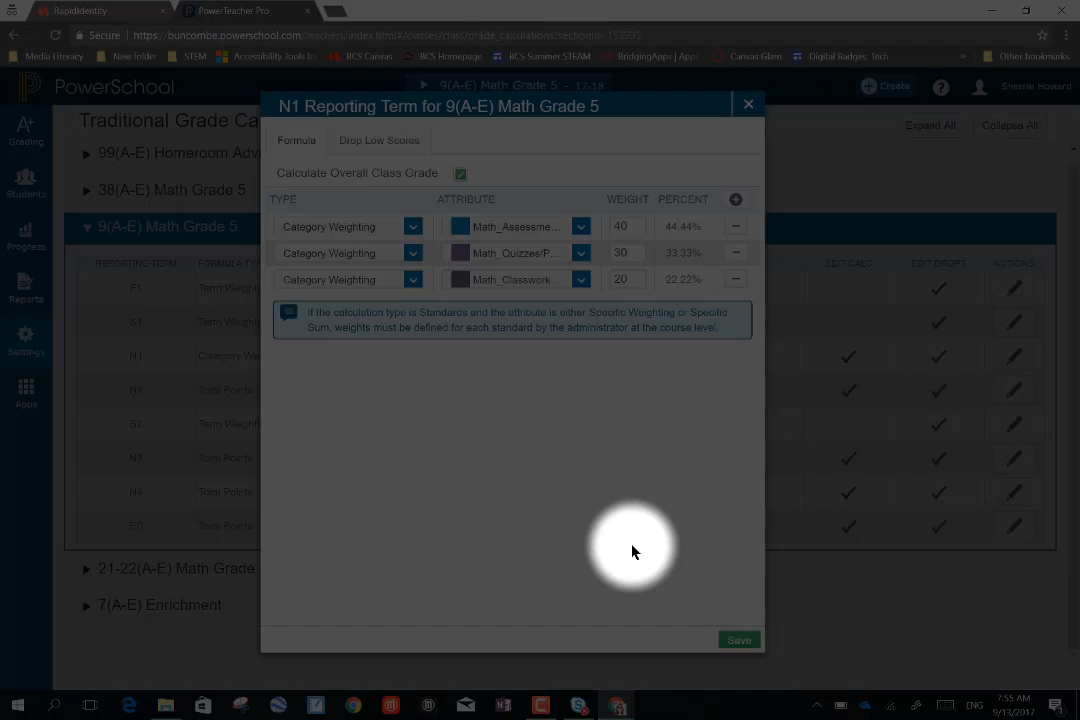 RapidIdentity
PowerTeacher Pro
Secure https://buncombe.powerschool.com/teachers/index.html#/classes/class/grade_calculations/sectionId=153935
Media Literacy New folder STEM Accessibility Tools fo BCS Canvas BCS Homepage BCS Summer STEAM BridgingApps | Apps Canvas Glam Digital Badges, Tech » Other bookmarks
PowerSchool
9(A-E) Math Grade 5 - 17-18
Create
Sherrie Howard
Grading
Students
Progress
Reports
Settings
Apps
Traditional Grade Ca
Expand All Collapse All
99(A-E) Homeroom Adv
38(A-E) Math Grade 5
9(A-E) Math Grade 5
REPORTING TERM FORMULA TYP EDIT CALC EDIT DROPS ACTIONS
F1 Term Weightin
S1 Term Weightin
N1 Category We
N2 Total Points
S2 Term Weightin
N3 Total Points
N4 Total Points
E0 Total Points
21-22(A-E) Math Grade
7(A-E) Enrichment
N1 Reporting Term for 9(A-E) Math Grade 5
Formula Drop Low Scores
Calculate Overall Class Grade
TYPE ATTRIBUTE WEIGHT PERCENT
Category Weighting Math_Assessme... 40 44.44%
Category Weighting Math_Quizzes/P... 30 33.33%
Category Weighting Math_Classwork... 20 22.22%
If the calculation type is Standards and the attribute is either Specific Weighting or Specific
Sum, weights must be defined for each standard by the administrator at the course level.
Save
ENG
7:55 AM
9/13/2017